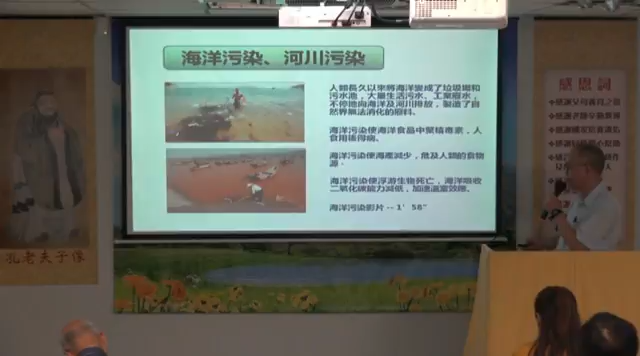 海洋污染、河川污染
人類長久以來將海洋變成了垃圾場和
污水池，大量生活污水、工業廢水，
不停地向海洋及河川排放，製造了自
然界無法消化的廢料。
海洋污染使海洋食品中累積毒素，人
食用後得病。
海洋污染使海產減少，危及人類的食物
源。
海洋污染使浮游生物死亡，海洋吸收
二氧化碳能力減低，加速溫室效應。
海洋污染影片 -- 1' 58"
孔老夫子像
感恩詞